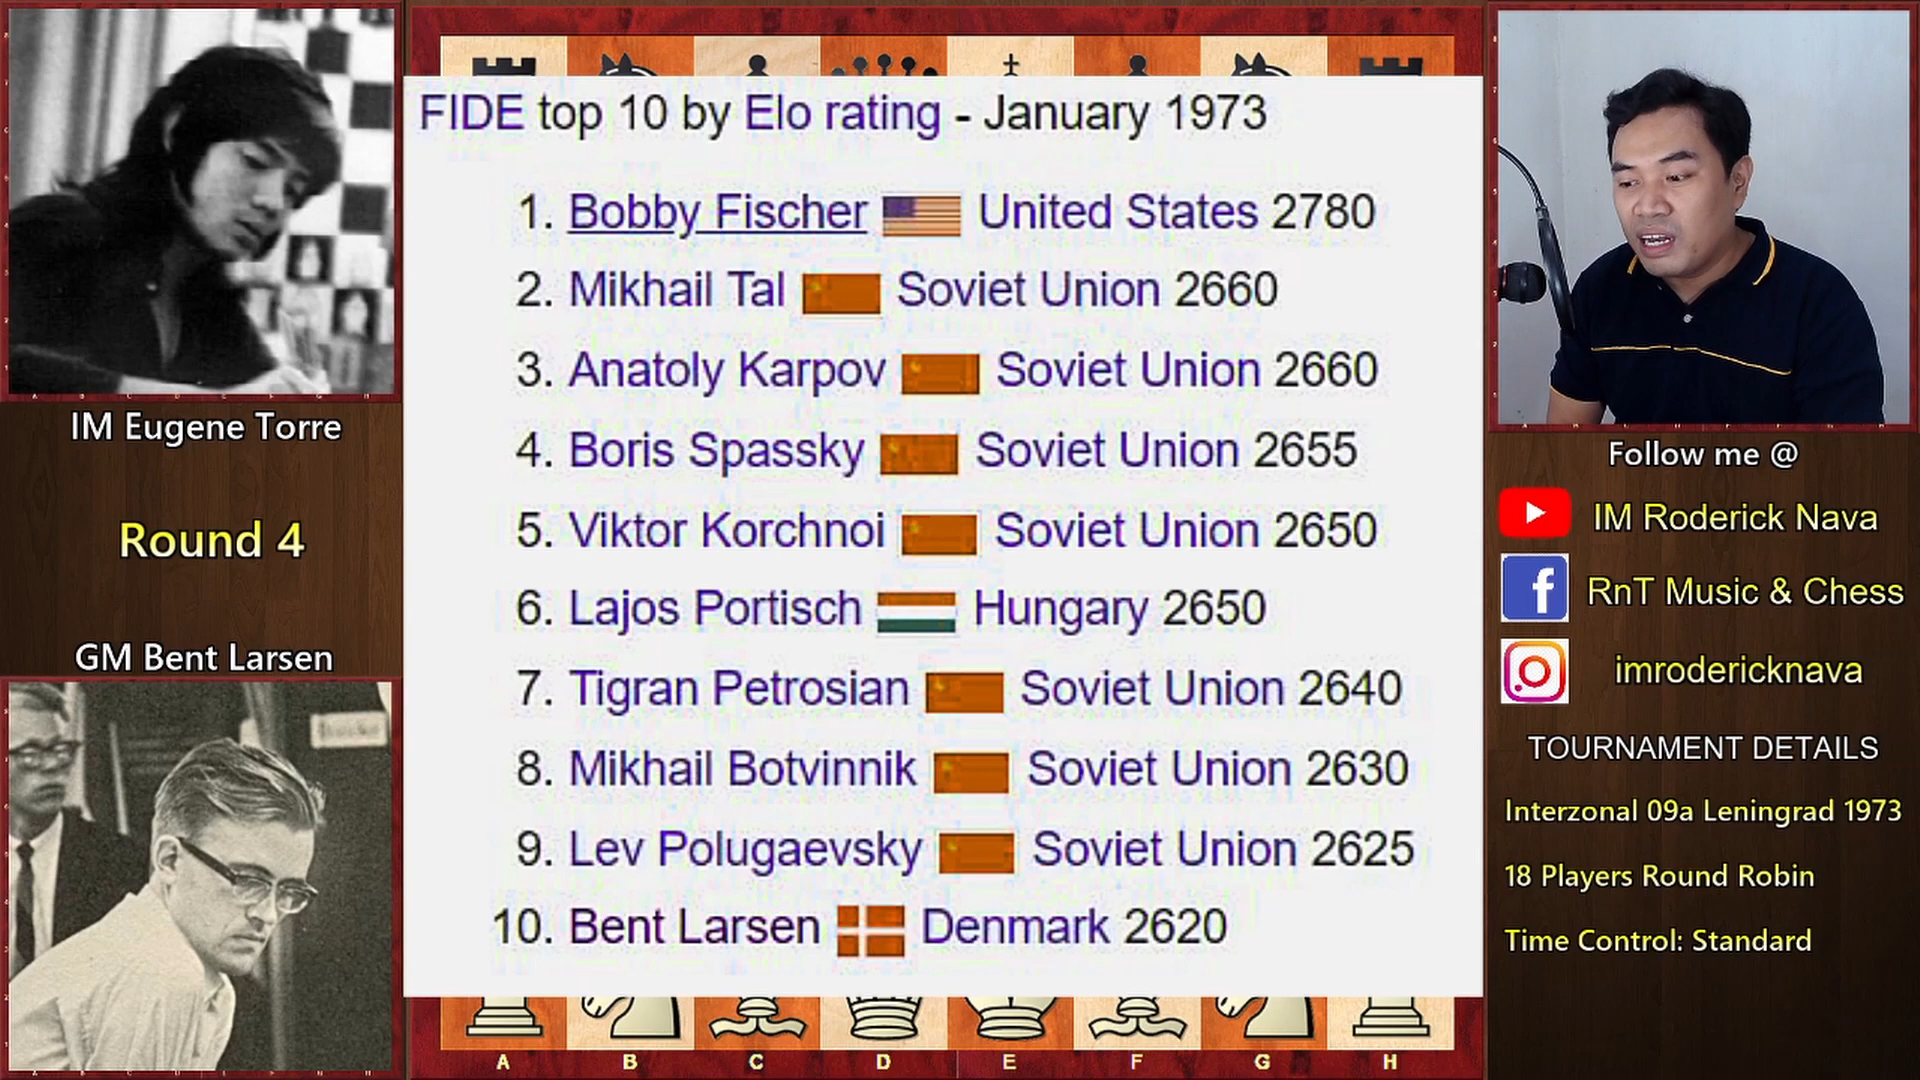 IM Eugene Torre
Round 4
GM Bent Larsen
FIDE top 10 by Elo rating - January 1973
1. Bobby Fischer United States 2780
2. Mikhail Tal Soviet Union 2660
3. Anatoly Karpov Soviet Union 2660
4. Boris Spassky Soviet Union 2655
5. Viktor Korchnoi Soviet Union 2650
6. Lajos Portisch Hungary 2650
7. Tigran Petrosian Soviet Union 2640
8. Mikhail Botvinnik Soviet Union 2630
9. Lev Polugaevsky Soviet Union 2625
10. Bent Larsen Denmark 2620
A B C D E F G H
Follow me @
IM Roderick Nava
f RnT Music & Chess
imrodericknava
TOURNAMENT DETAILS
Interzonal 09a Leningrad 1973
18 Players Round Robin
Time Control: Standard